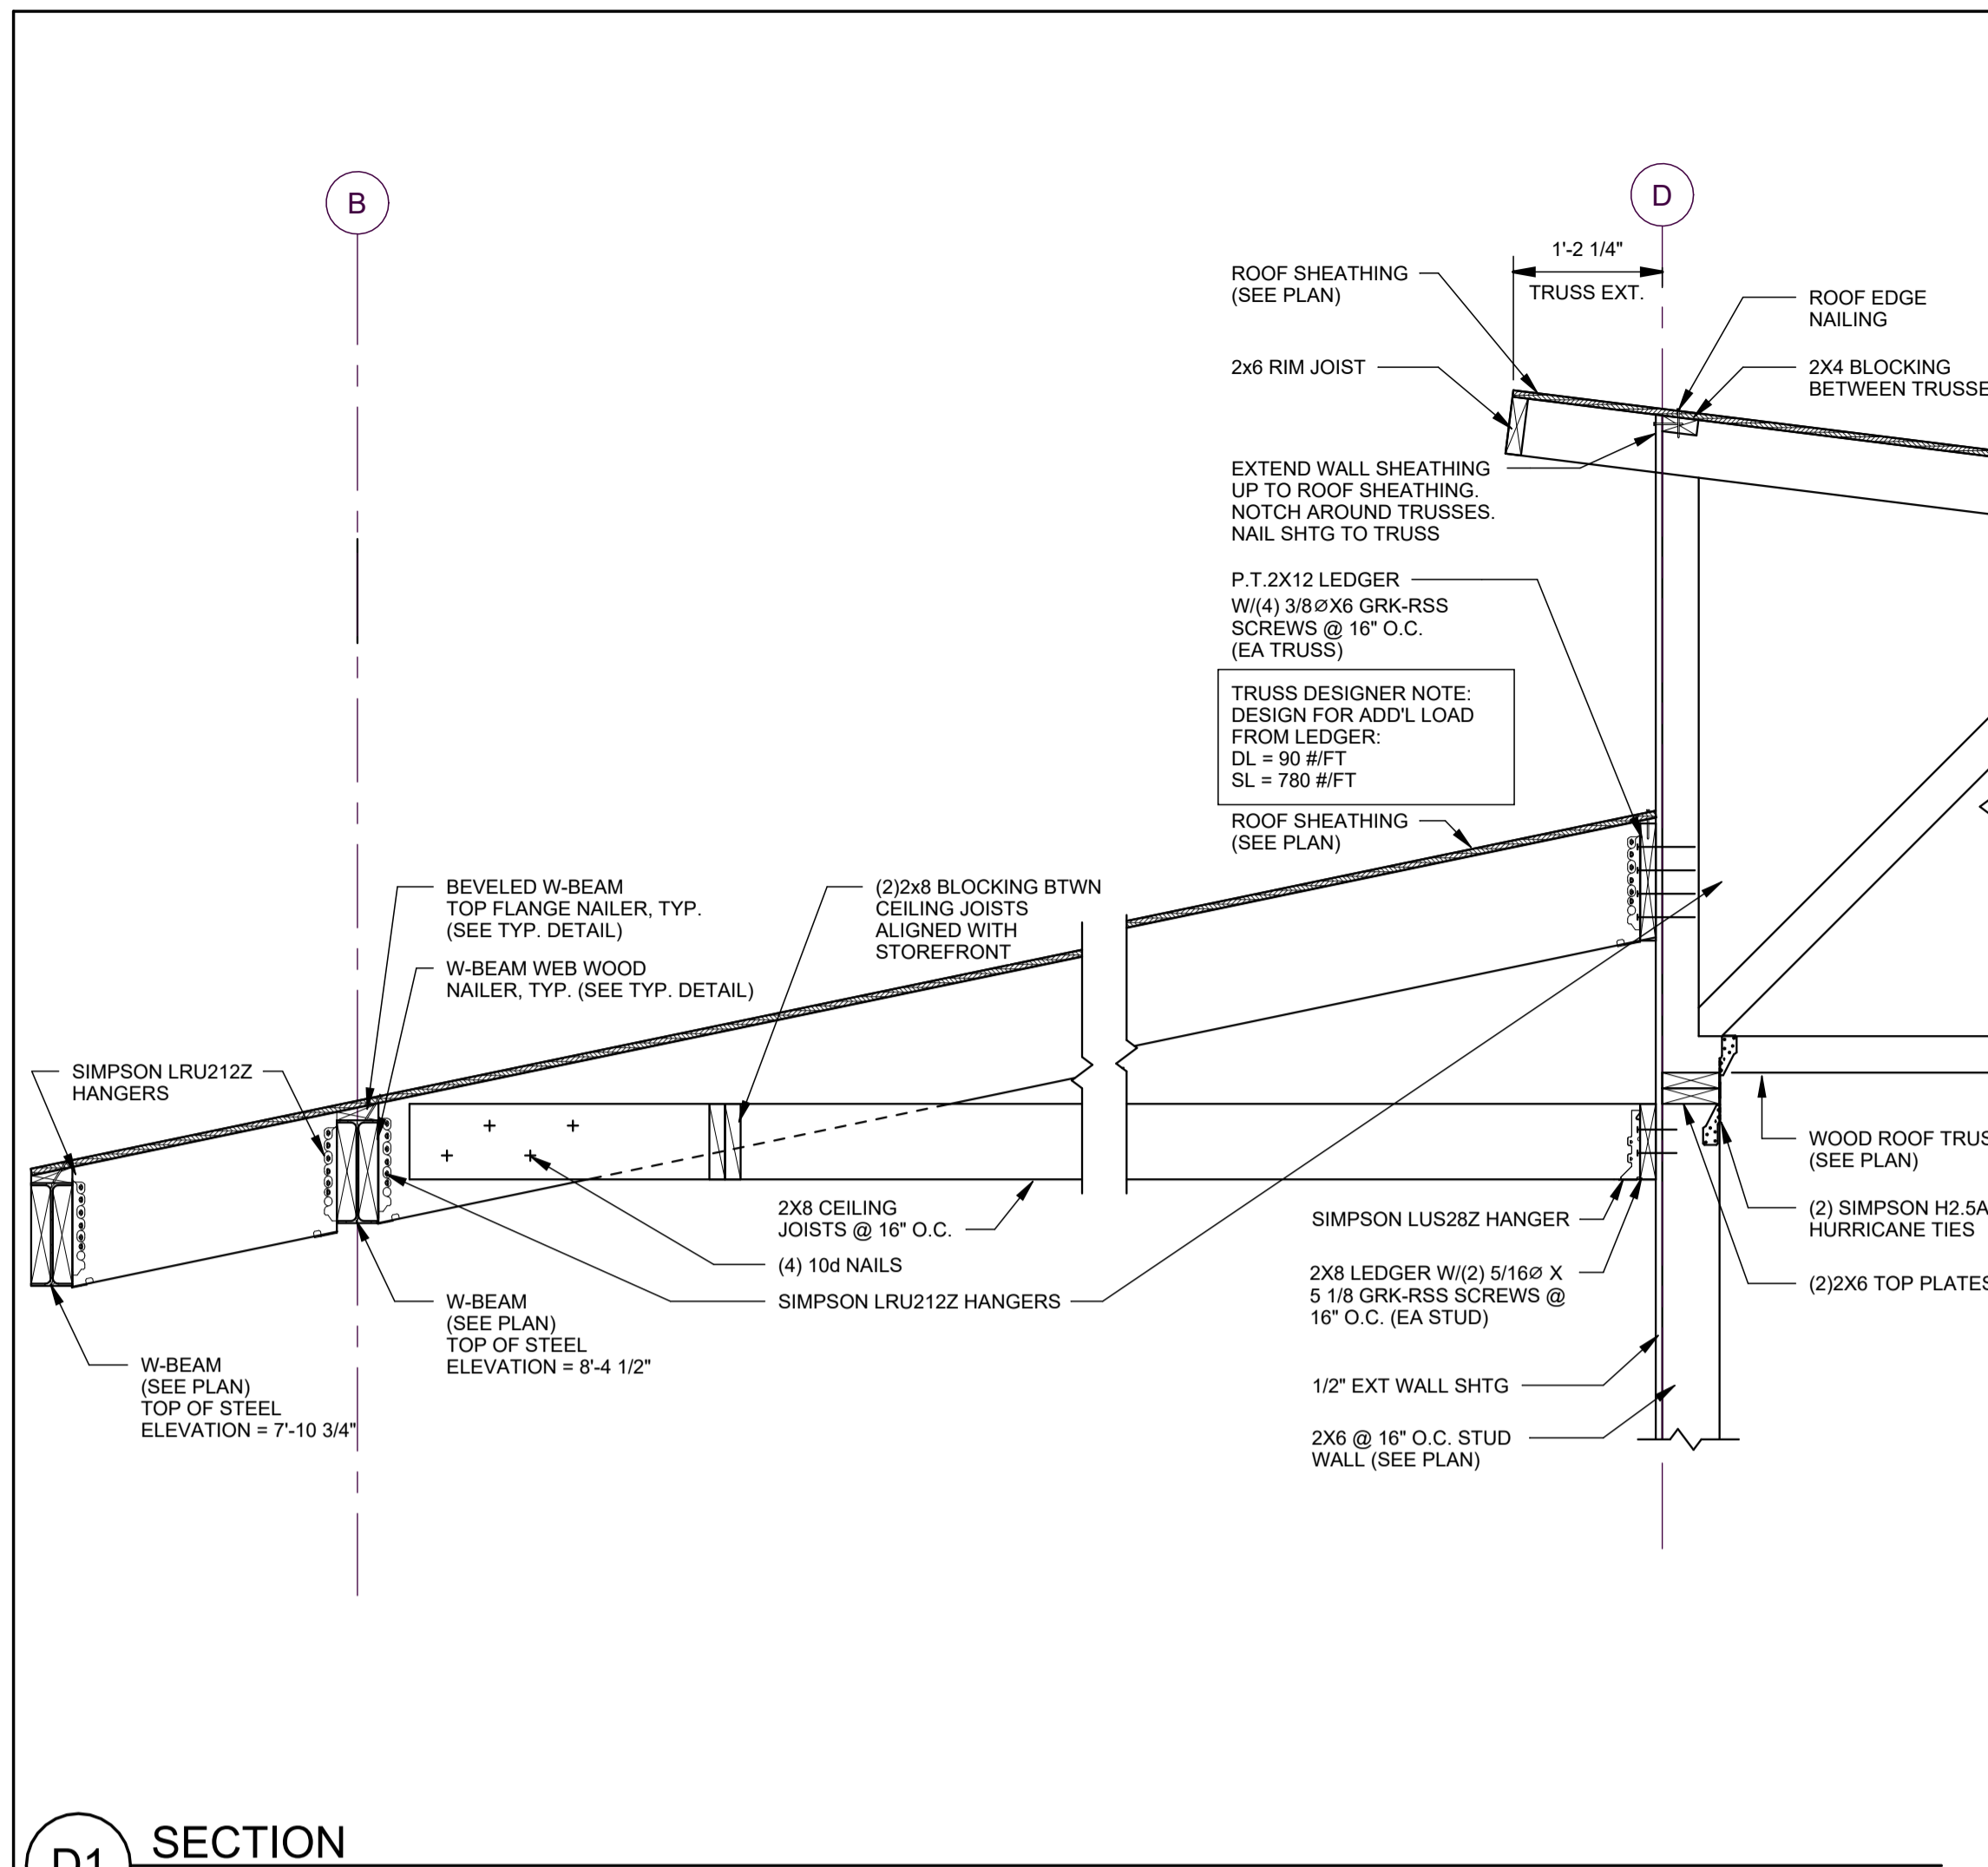 B
D
1'-2 1/4"
TRUSS EXT.
ROOF SHEATHING
(SEE PLAN)
ROOF EDGE
NAILING
2x6 RIM JOIST
2X4 BLOCKING
BETWEEN TRUSSE
EXTEND WALL SHEATHING
UP TO ROOF SHEATHING.
NOTCH AROUND TRUSSES.
NAIL SHTG TO TRUSS
P.T.2X12 LEDGER
W/(4) 3/8∅X6 GRK-RSS
SCREWS @ 16" O.C.
(EA TRUSS)
TRUSS DESIGNER NOTE:
DESIGN FOR ADD'L LOAD
FROM LEDGER:
DL = 90 #/FT
SL = 780 #/FT
ROOF SHEATHING
(SEE PLAN)
BEVELED W-BEAM
TOP FLANGE NAILER, TYP.
(SEE TYP. DETAIL)
(2)2x8 BLOCKING BTWN
CEILING JOISTS
ALIGNED WITH
STOREFRONT
W-BEAM WEB WOOD
NAILER, TYP. (SEE TYP. DETAIL)
SIMPSON LRU212Z
HANGERS
2X8 CEILING
JOISTS @ 16" O.C.
(4) 10d NAILS
SIMPSON LRU212Z HANGERS
W-BEAM
(SEE PLAN)
TOP OF STEEL
ELEVATION = 8'-4 1/2"
W-BEAM
(SEE PLAN)
TOP OF STEEL
ELEVATION = 7'-10 3/4"
SIMPSON LUS28Z HANGER
2X8 LEDGER W/(2) 5/16∅ X
5 1/8 GRK-RSS SCREWS @
16" O.C. (EA STUD)
1/2" EXT WALL SHTG
2X6 @ 16" O.C. STUD
WALL (SEE PLAN)
WOOD ROOF TRUS
(SEE PLAN)
(2) SIMPSON H2.5A
HURRICANE TIES
(2)2X6 TOP PLATES
D1
SECTION